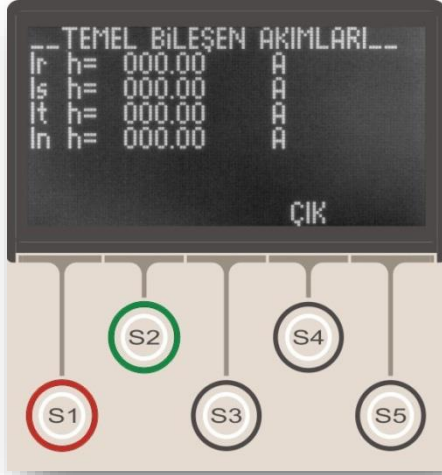 __TEMEL BİLEŞEN AKIMLARI__
Ir h= 000.00 A
Is h= 000.00 A
It h= 000.00 A
In h= 000.00 A
ÇIK
S2 S4
S1 S3 S5